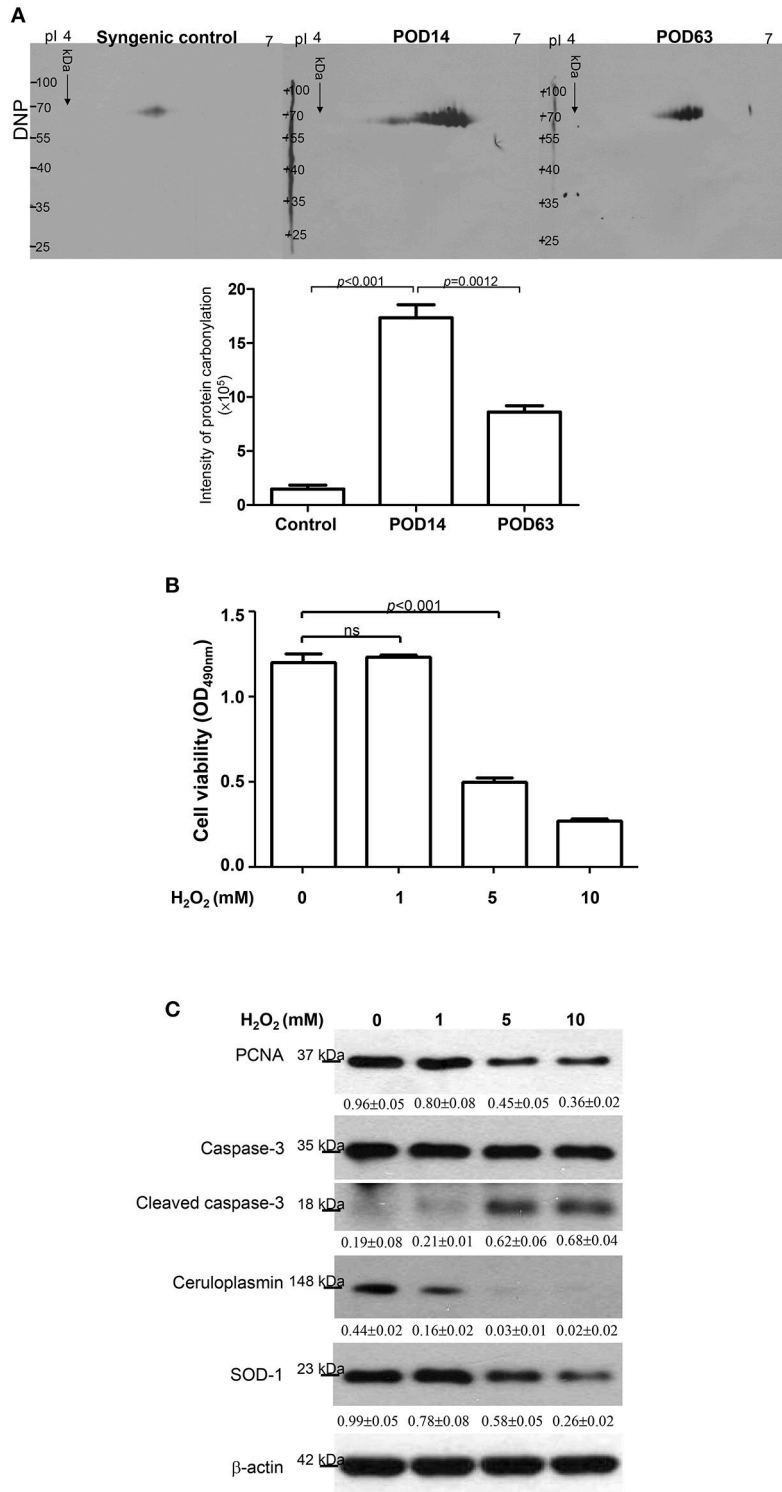 A
pI 4 Syngenic control 7 pI 4 POD14 7 pI 4 POD63 7
kDa kDa kDa
DNP
100
70
55
40
35
25
100
70
55
40
35
25
100
70
55
40
35
25
p<0.001 p=0.0012
Intensity of protein carbonylation
(×10⁵)
20
15
10
5
0
Control POD14 POD63
B
p<0.001
ns
Cell viability (OD₄₉₀nm)
1.5
1.0
0.5
0.0
H₂O₂ (mM) 0 1 5 10
C
H₂O₂ (mM) 0 1 5 10
PCNA 37 kDa
0.96±0.05 0.80±0.08 0.45±0.05 0.36±0.02
Caspase-3 35 kDa
Cleaved caspase-3 18 kDa
0.19±0.08 0.21±0.01 0.62±0.06 0.68±0.04
Ceruloplasmin 148 kDa
0.44±0.02 0.16±0.02 0.03±0.01 0.02±0.02
SOD-1 23 kDa
0.99±0.05 0.78±0.08 0.58±0.05 0.26±0.02
β-actin 42 kDa